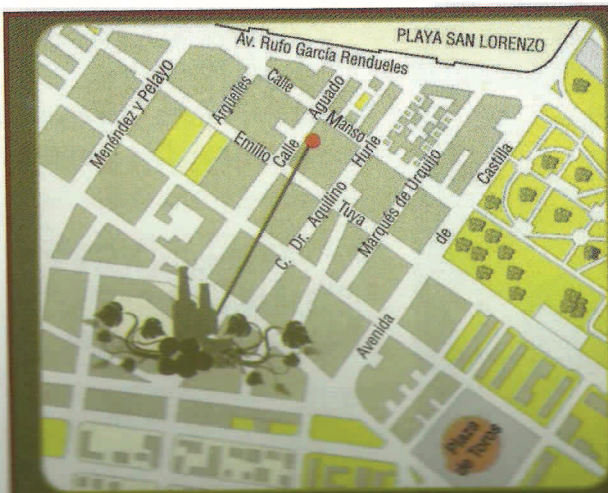 PLAYA SAN LORENZO
Av. Rufo García Rendueles
Menéndez y Pelayo
Argüelles
Calle Manso
Emilio Tuya
Calle Aguado
C. Dr. Aquilino Hurle
Marqués de Urquijo
Avenida de Castilla
Plaza
de Toros